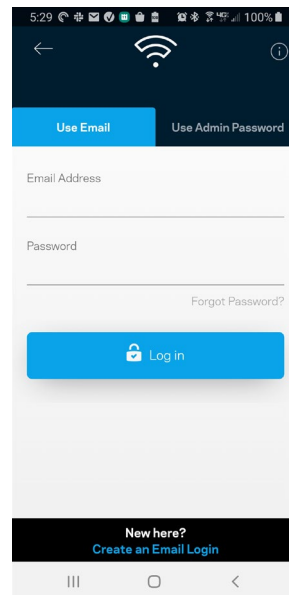 5:29
100%
Use Email
Use Admin Password
Email Address
Password
Forgot Password?
Log in
New here?
Create an Email Login